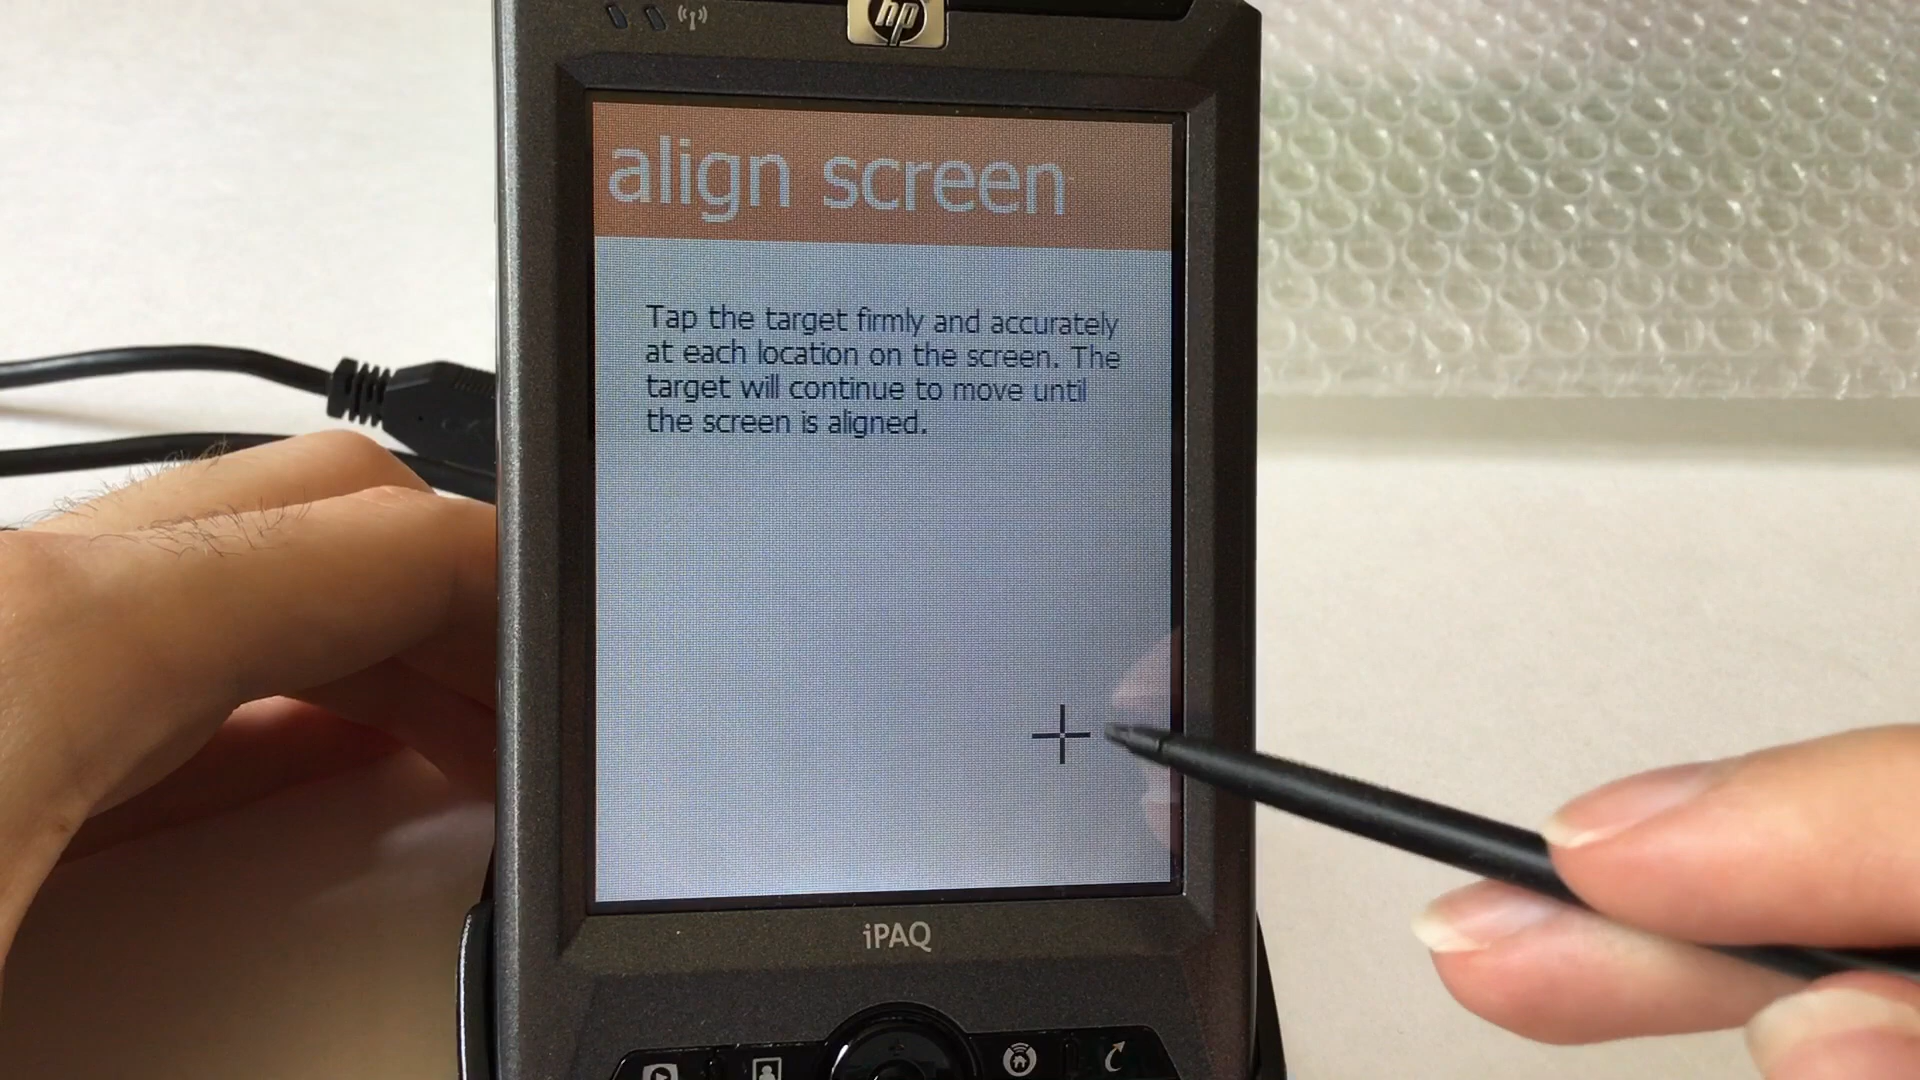 hp
align screen
Tap the target firmly and accurately
at each location on the screen. The
target will continue to move until
the screen is aligned.
iPAQ